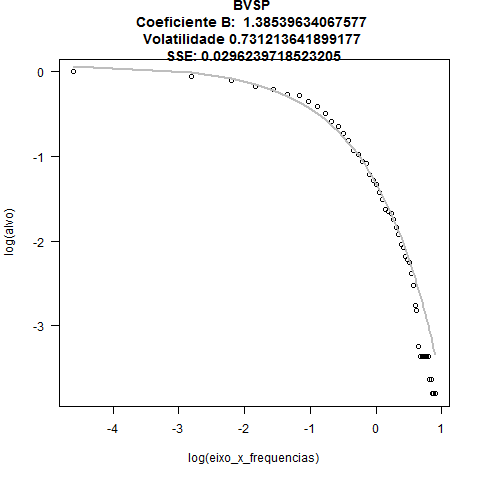 BVSP
Coeficiente B:  1.38539634067577
Volatilidade 0.731213641899177
SSE: 0.0296239718523205
0
-1
-2
-3
log(alvo)
-4
-3
-2
-1
0
1
log(eixo_x_frequencias)